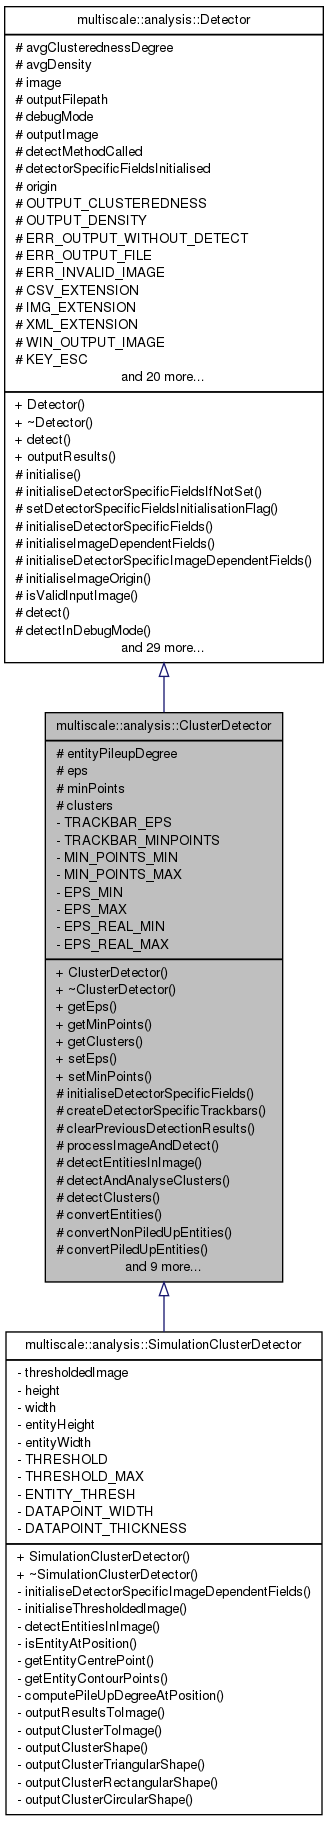 multiscale::analysis::Detector
# avgClusterednessDegree
# avgDensity
# image
# outputFilepath
# debugMode
# outputImage
# detectMethodCalled
# detectorSpecificFieldsInitialised
# origin
# OUTPUT_CLUSTEREDNESS
# OUTPUT_DENSITY
# ERR_OUTPUT_WITHOUT_DETECT
# ERR_OUTPUT_FILE
# ERR_INVALID_IMAGE
# CSV_EXTENSION
# IMG_EXTENSION
# XML_EXTENSION
# WIN_OUTPUT_IMAGE
# KEY_ESC
and 20 more...
+ Detector()
+ ~Detector()
+ detect()
+ outputResults()
# initialise()
# initialiseDetectorSpecificFieldsIfNotSet()
# setDetectorSpecificFieldsInitialisationFlag()
# initialiseDetectorSpecificFields()
# initialiseImageDependentFields()
# initialiseDetectorSpecificImageDependentFields()
# initialiseImageOrigin()
# isValidInputImage()
# detect()
# detectInDebugMode()
and 29 more...
multiscale::analysis::ClusterDetector
# entityPileupDegree
# eps
# minPoints
# clusters
- TRACKBAR_EPS
- TRACKBAR_MINPOINTS
- MIN_POINTS_MIN
- MIN_POINTS_MAX
- EPS_MIN
- EPS_MAX
- EPS_REAL_MIN
- EPS_REAL_MAX
+ ClusterDetector()
+ ~ClusterDetector()
+ getEps()
+ getMinPoints()
+ getClusters()
+ setEps()
+ setMinPoints()
# initialiseDetectorSpecificFields()
# createDetectorSpecificTrackbars()
# clearPreviousDetectionResults()
# processImageAndDetect()
# detectEntitiesInImage()
# detectAndAnalyseClusters()
# detectClusters()
# convertEntities()
# convertNonPiledUpEntities()
# convertPiledUpEntities()
and 9 more...
multiscale::analysis::SimulationClusterDetector
- thresholdedImage
- height
- width
- entityHeight
- entityWidth
- THRESHOLD
- THRESHOLD_MAX
- ENTITY_THRESH
- DATAPOINT_WIDTH
- DATAPOINT_THICKNESS
+ SimulationClusterDetector()
+ ~SimulationClusterDetector()
- initialiseDetectorSpecificImageDependentFields()
- initialiseThresholdedImage()
- detectEntitiesInImage()
- isEntityAtPosition()
- getEntityCentrePoint()
- getEntityContourPoints()
- computePileUpDegreeAtPosition()
- outputResultsToImage()
- outputClusterToImage()
- outputClusterShape()
- outputClusterTriangularShape()
- outputClusterRectangularShape()
- outputClusterCircularShape()